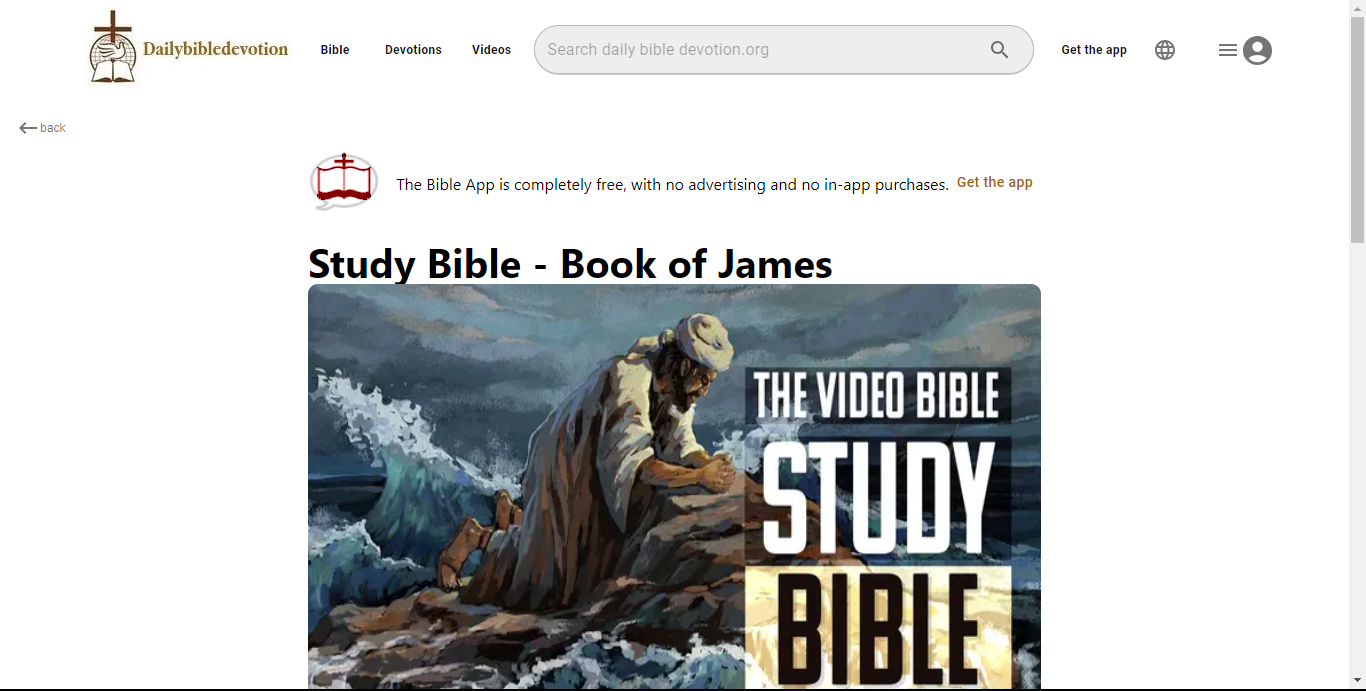 Dailybibledevotion
Bible Devotions Videos Search daily bible devotion.org Get the app
back
The Bible App is completely free, with no advertising and no in-app purchases. Get the app
Study Bible - Book of James
THE VIDEO BIBLE
STUDY
BIBLE